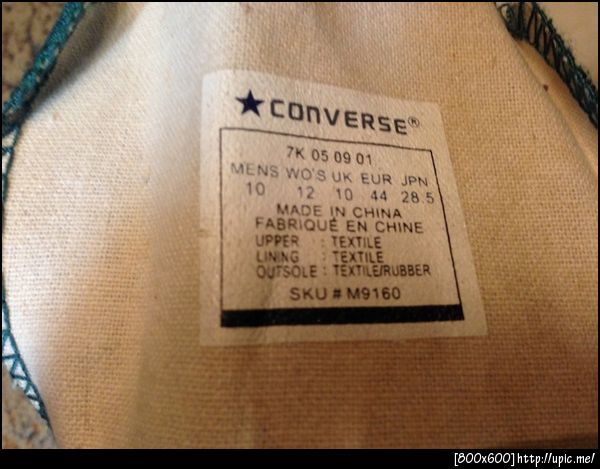 ★CONVERSE®
7K 05 09 01
MENS WO'S UK EUR JPN
10 12 10 44 28.5
MADE IN CHINA
FABRIQUÉ EN CHINE
UPPER : TEXTILE
LINING : TEXTILE
OUTSOLE : TEXTILE/RUBBER
SKU # M9160
[800x600]http://upic.me/